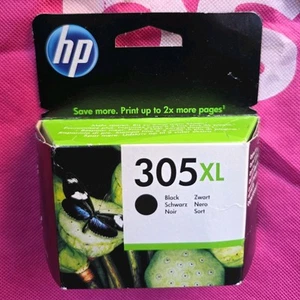 hp
Save more. Print up to 2x more pages.
305XL
Black Zwart
Schwarz Nero
Noir Sort